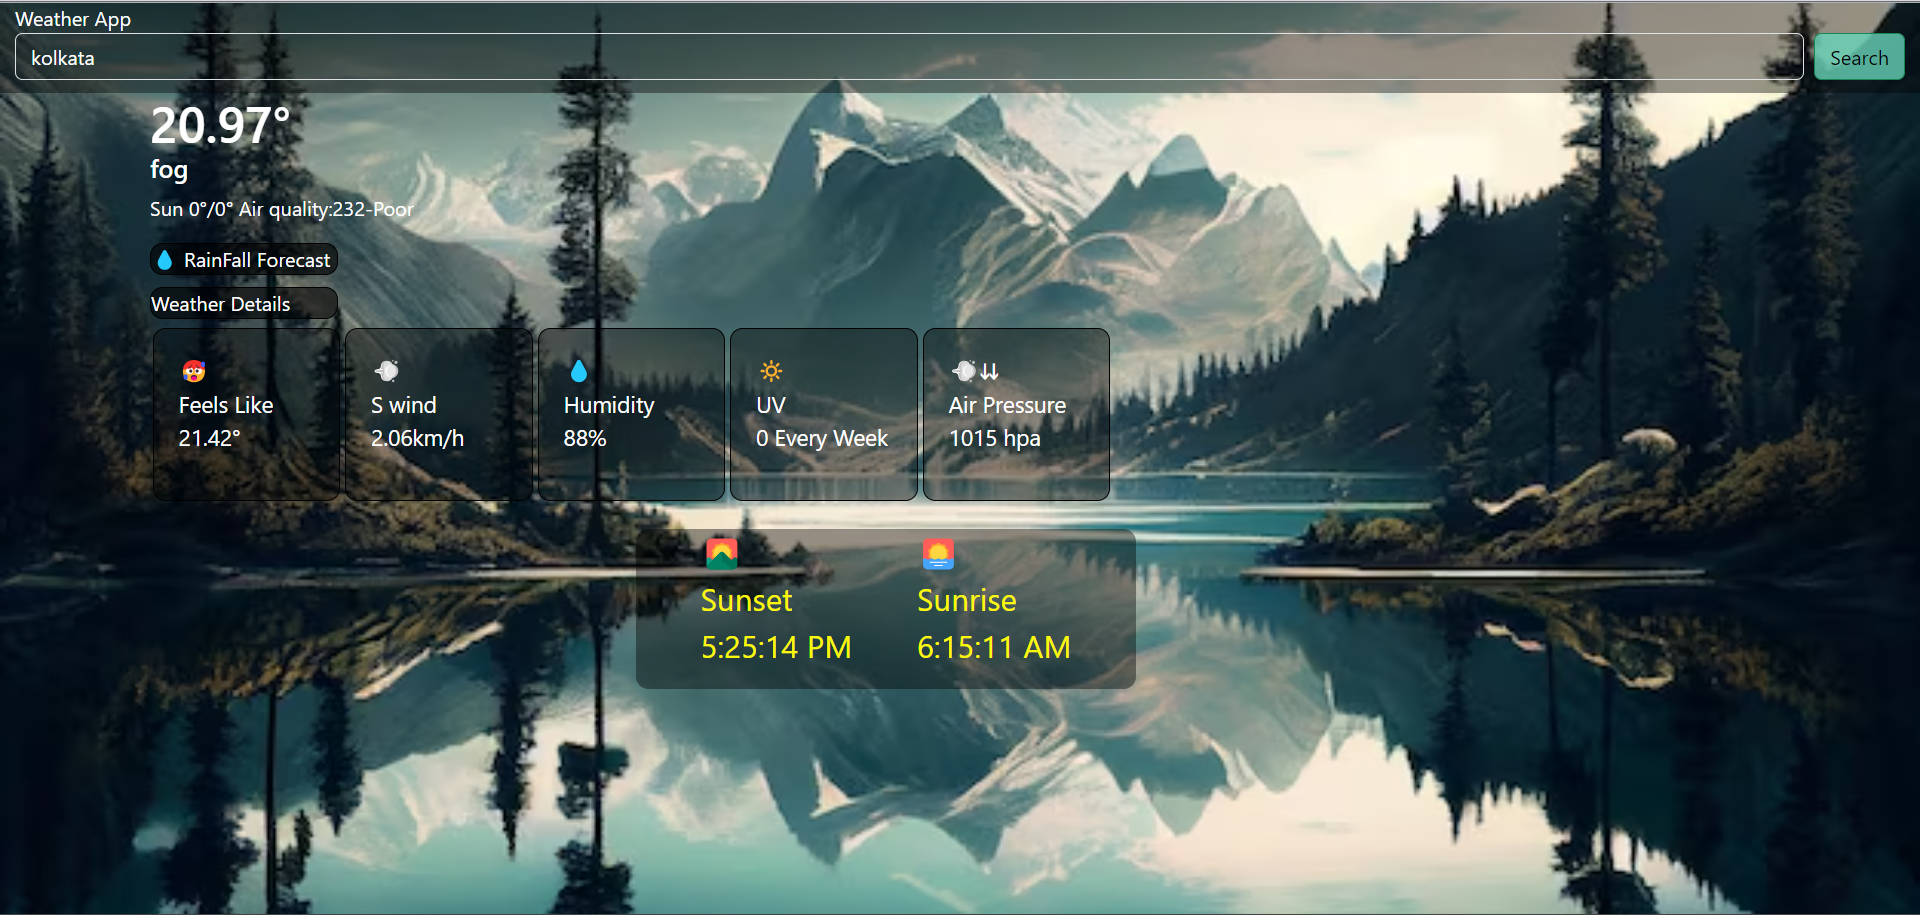 Weather App
kolkata
Search
20.97°
fog
Sun 0°/0° Air quality:232-Poor
RainFall Forecast
Weather Details
Feels Like
21.42°
S wind
2.06km/h
Humidity
88%
UV
0 Every Week
Air Pressure
1015 hpa
Sunset
5:25:14 PM
Sunrise
6:15:11 AM